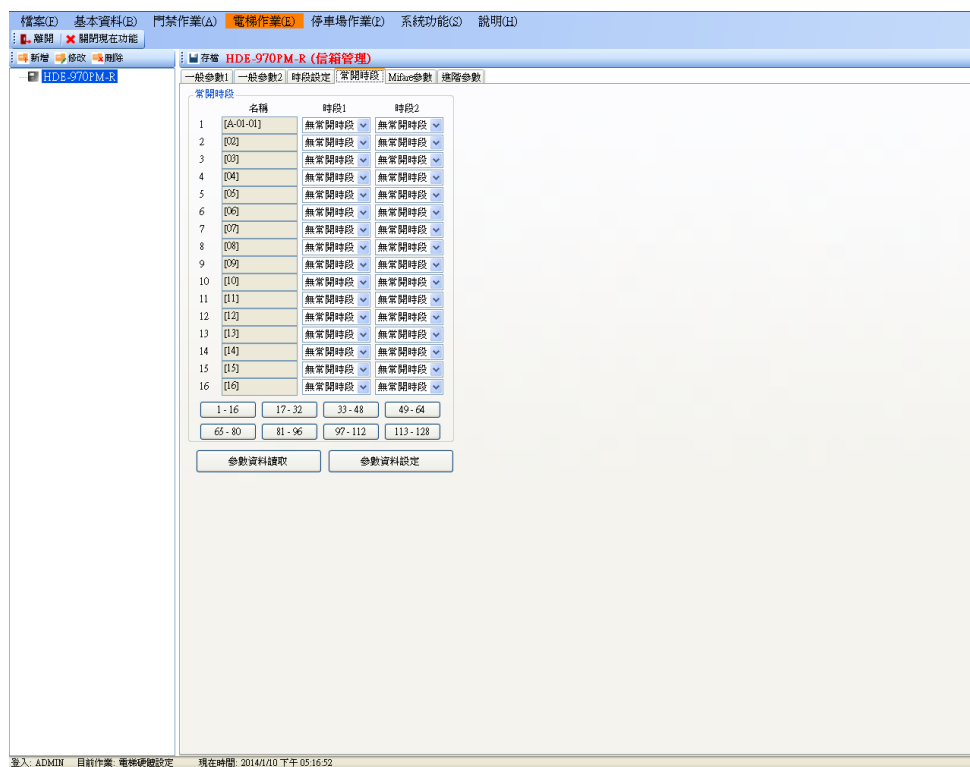 檔案(F) 基本資料(B) 門禁作業(A) 電梯作業(E) 停車場作業(P) 系統功能(S) 說明(H)
離開 關閉現在功能
新增 修改 刪除
存檔 HDE-970PM-R (信箱管理)
HDE-970PM-R
一般參數1 一般參數2 時段設定 常開時段 Mifare參數 進階參數
常開時段
名稱 時段1 時段2
1 [A-01-01] 無常開時段 無常開時段
2 [02] 無常開時段 無常開時段
3 [03] 無常開時段 無常開時段
4 [04] 無常開時段 無常開時段
5 [05] 無常開時段 無常開時段
6 [06] 無常開時段 無常開時段
7 [07] 無常開時段 無常開時段
8 [08] 無常開時段 無常開時段
9 [09] 無常開時段 無常開時段
10 [10] 無常開時段 無常開時段
11 [11] 無常開時段 無常開時段
12 [12] 無常開時段 無常開時段
13 [13] 無常開時段 無常開時段
14 [14] 無常開時段 無常開時段
15 [15] 無常開時段 無常開時段
16 [16] 無常開時段 無常開時段
1 - 16 17 - 32 33 - 48 49 - 64
65 - 80 81 - 96 97 - 112 113 - 128
參數資料讀取 參數資料設定
登入: ADMIN 目前作業: 電梯硬體設定 現在時間: 2014/1/10 下午 05:16:52